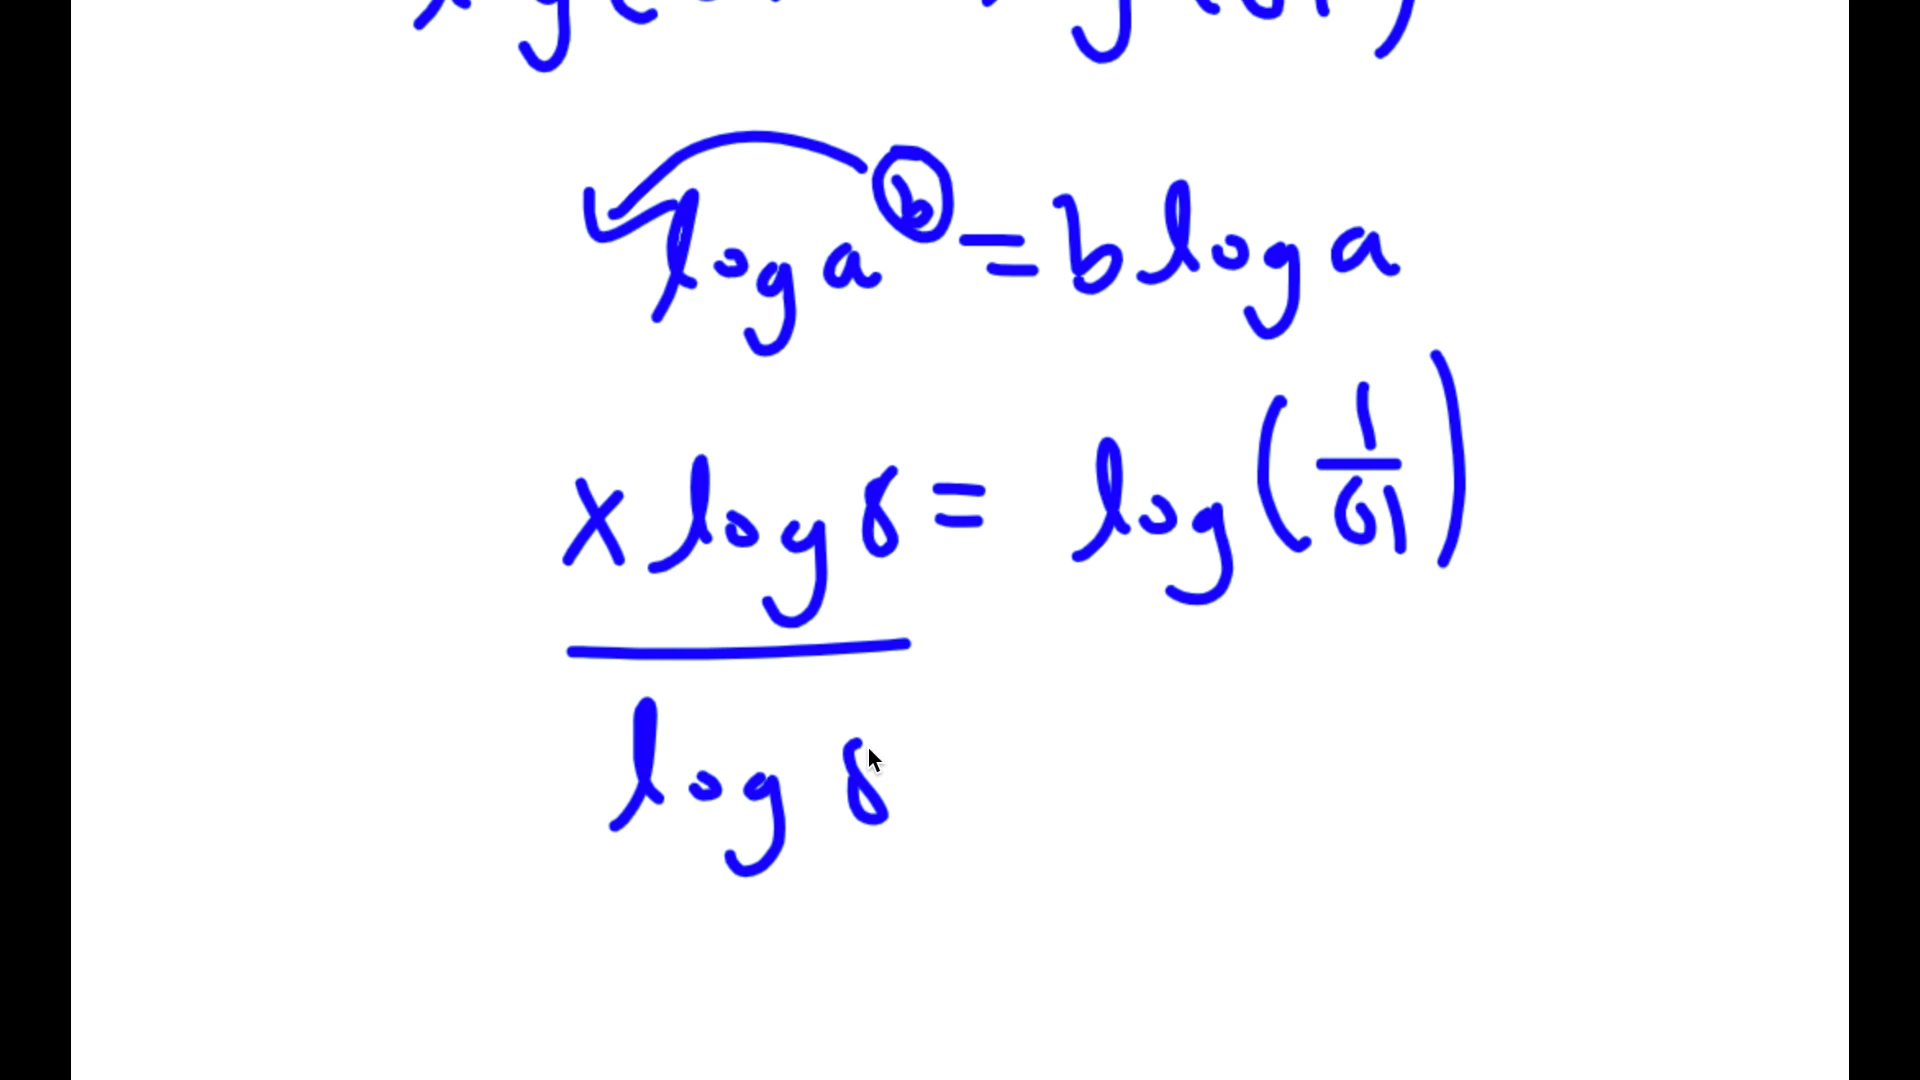 log a^b = b log a
x log 8 = log(1/61)
log 8